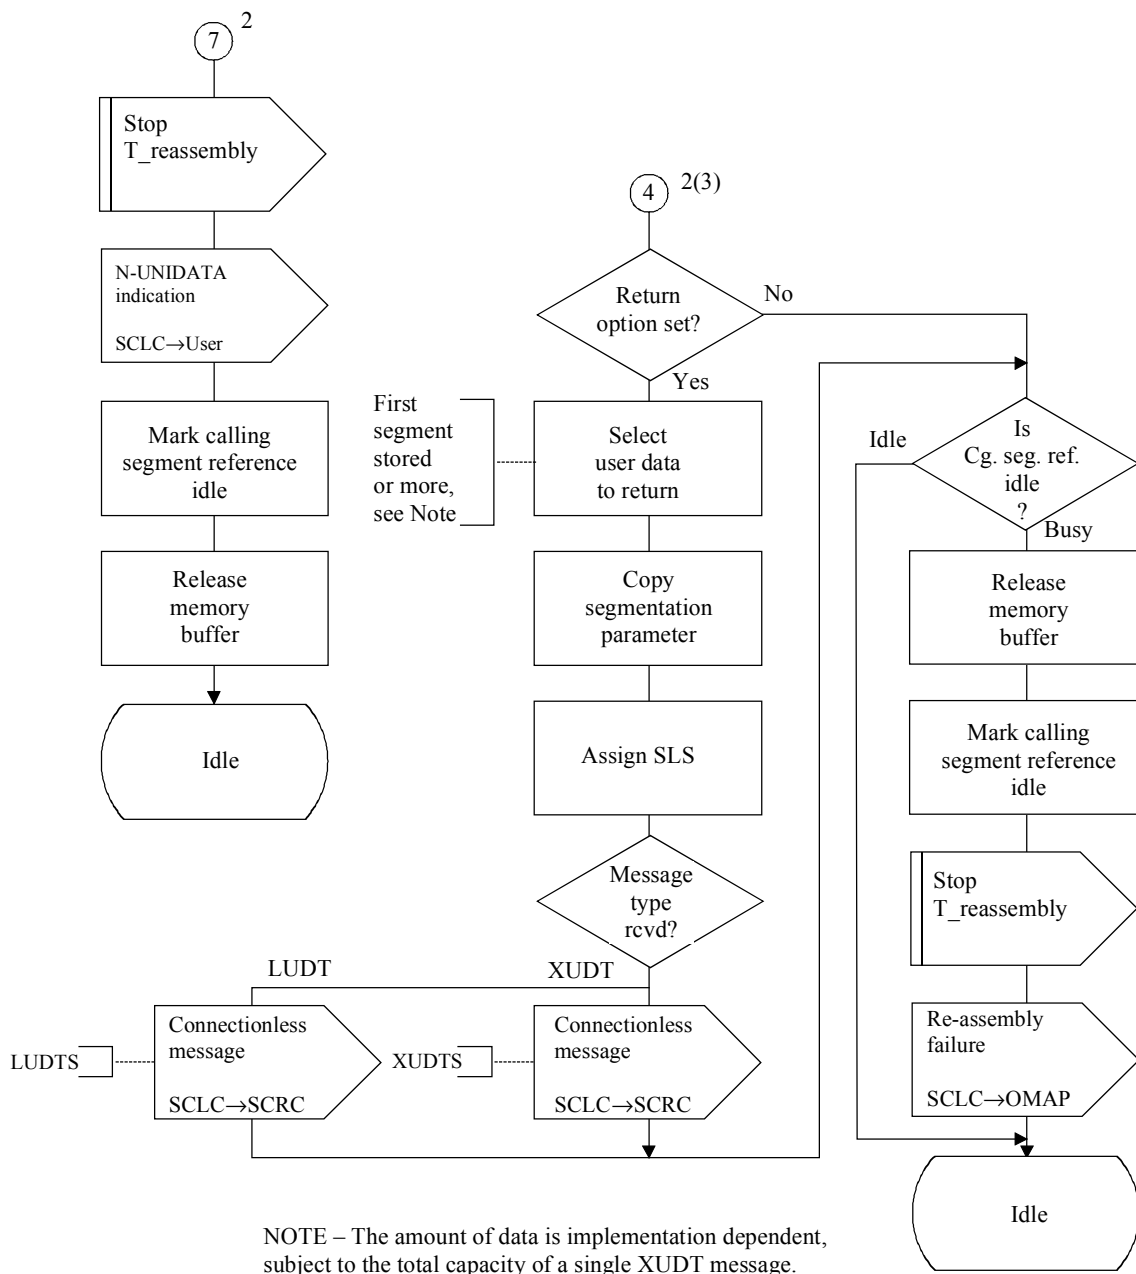 7
2
Stop
T_reassembly
N-UNIDATA
indication
SCLC→User
Mark calling
segment reference
idle
Release
memory
buffer
Idle
4
2(3)
Return
option set?
No
Yes
First
segment
stored
or more,
see Note
Select
user data
to return
Copy
segmentation
parameter
Assign SLS
Message
type
rcvd?
LUDT
XUDT
LUDTS
Connectionless
message
SCLC→SCRC
XUDTS
Connectionless
message
SCLC→SCRC
Idle
Is
Cg. seg. ref.
idle
?
Busy
Release
memory
buffer
Mark calling
segment reference
idle
Stop
T_reassembly
Re-assembly
failure
SCLC→OMAP
Idle
NOTE – The amount of data is implementation dependent,
subject to the total capacity of a single XUDT message.